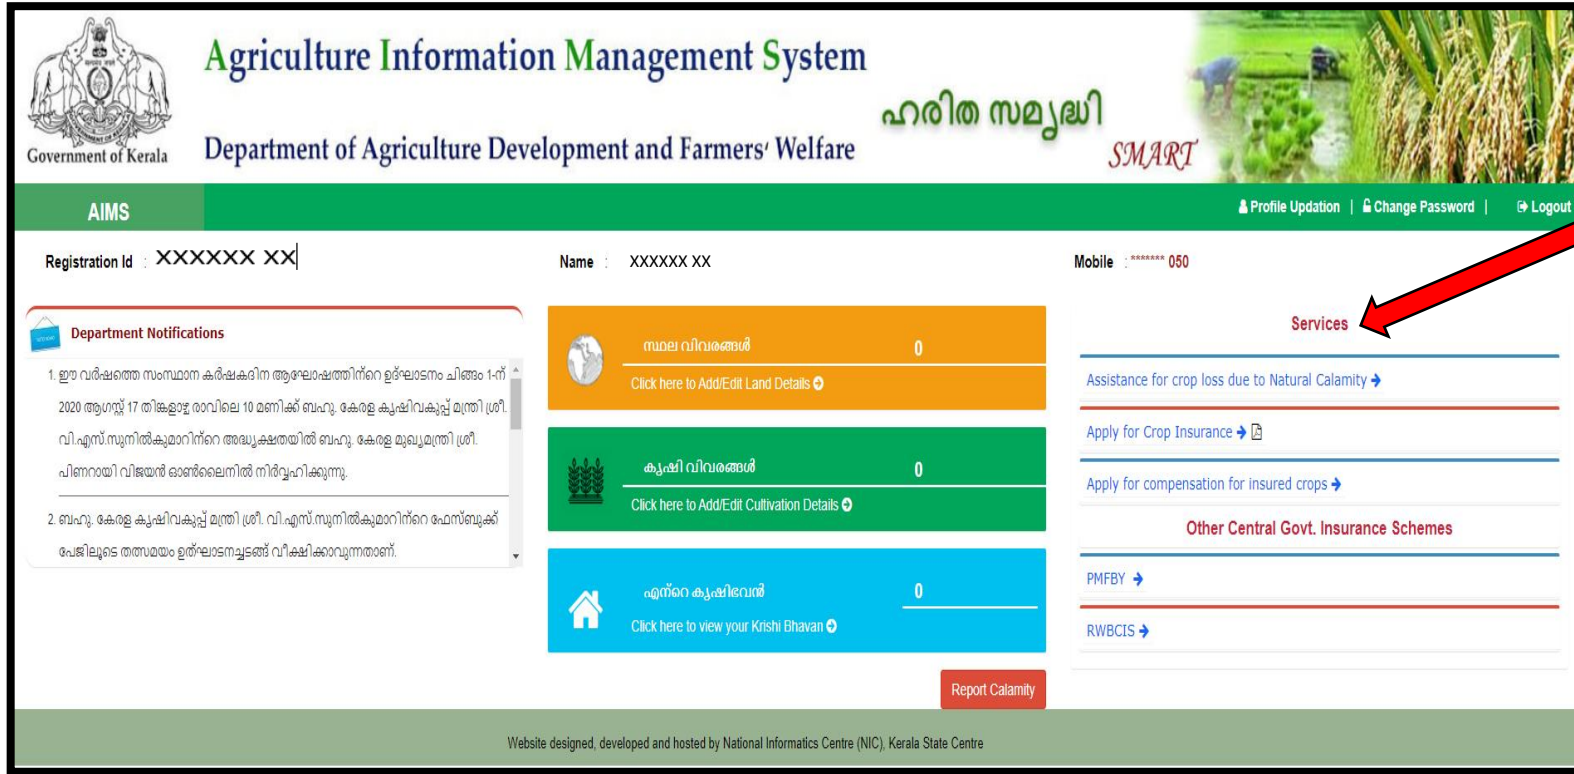 Agriculture Information Management System
ഹരിത സമൃദ്ധി
SMART
Department of Agriculture Development and Farmers' Welfare
Government of Kerala
AIMS
Profile Updation | Change Password | Logout
Registration Id : XXXXXX XX
Name : XXXXXX XX
Mobile : ******* 050
Department Notifications
1. ഈ വർഷത്തെ സംസ്ഥാന കർഷകദിന ആഘോഷത്തിന്റെ ഉദ്ഘാടനം ചിങ്ങം 1-ന്
2020 ആഗസ്റ്റ് 17 തിങ്കളാഴ്ച രാവിലെ 10 മണിക്ക് ബഹു. കേരള കൃഷിവകുപ്പ് മന്ത്രി ശ്രീ.
വി.എസ്.സുനിൽകുമാറിന്റെ അദ്ധ്യക്ഷതയിൽ ബഹു. കേരള മുഖ്യമന്ത്രി ശ്രീ.
പിണറായി വിജയൻ ഓൺലൈനിൽ നിർവ്വഹിക്കുന്നു.
2. ബഹു. കേരള കൃഷിവകുപ്പ് മന്ത്രി ശ്രീ. വി.എസ്.സുനിൽകുമാറിന്റെ ഫേസ്ബുക്ക്
പേജിലൂടെ തത്സമയം ഉത്ഘാടനച്ചടങ്ങ് വീക്ഷിക്കാവുന്നതാണ്.
സ്ഥല വിവരങ്ങൾ 0
Click here to Add/Edit Land Details
കൃഷി വിവരങ്ങൾ 0
Click here to Add/Edit Cultivation Details
എന്റെ കൃഷിഭവൻ 0
Click here to view your Krishi Bhavan
Report Calamity
Services
Assistance for crop loss due to Natural Calamity
Apply for Crop Insurance
Apply for compensation for insured crops
Other Central Govt. Insurance Schemes
PMFBY
RWBCIS
Website designed, developed and hosted by National Informatics Centre (NIC), Kerala State Centre